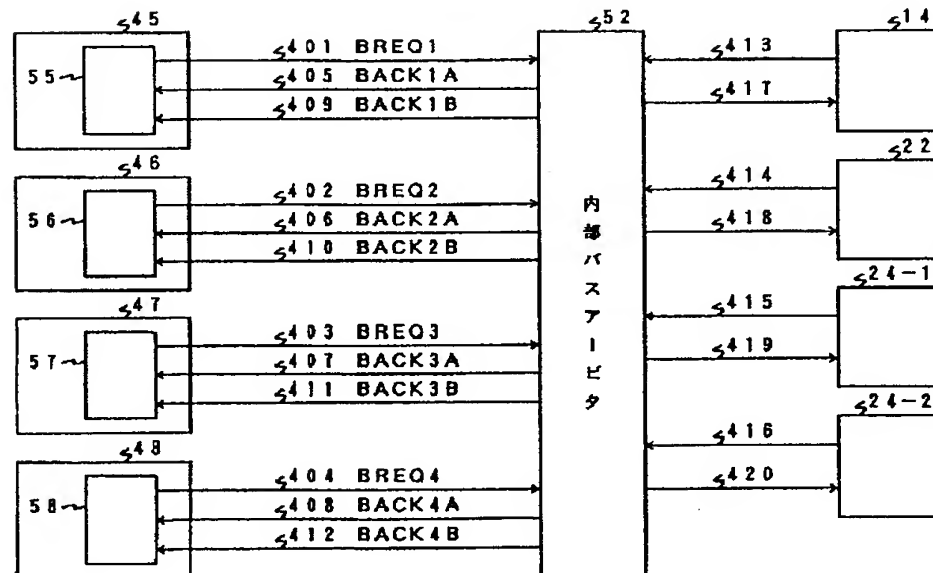 45
52
14
55
401 BREQ1
413
405 BACK1A
409 BACK1B
417
46
22
56
402 BREQ2
414
406 BACK2A
418
410 BACK2B
内部バスアービタ
47
24-1
57
403 BREQ3
415
407 BACK3A
419
411 BACK3B
48
24-2
58
404 BREQ4
416
408 BACK4A
420
412 BACK4B